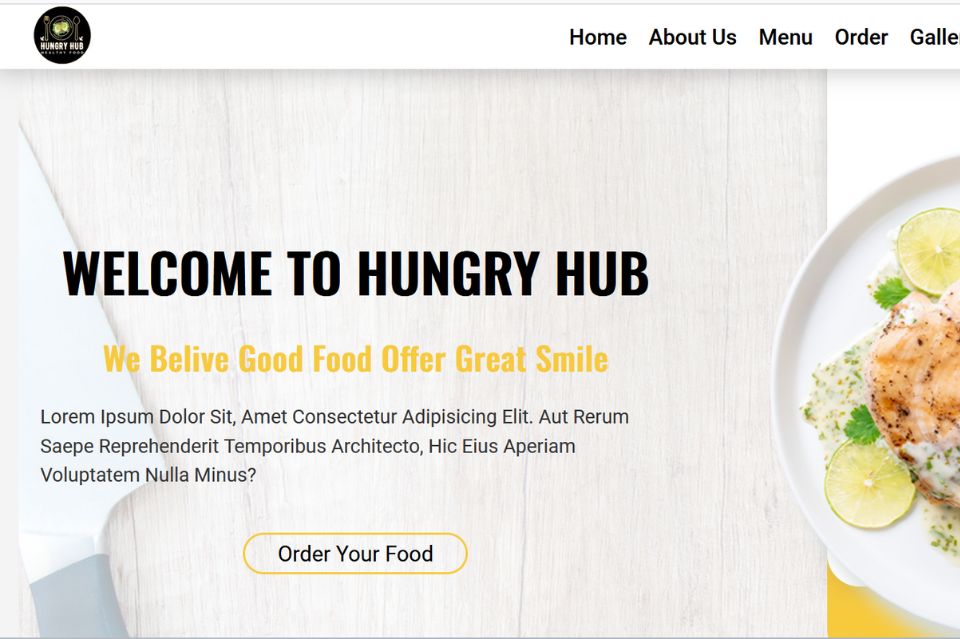 HUNGRY HUB
HEALTHY FOOD
Home About Us Menu Order Galle
WELCOME TO HUNGRY HUB
We Belive Good Food Offer Great Smile
Lorem Ipsum Dolor Sit, Amet Consectetur Adipisicing Elit. Aut Rerum
Saepe Reprehenderit Temporibus Architecto, Hic Eius Aperiam
Voluptatem Nulla Minus?
Order Your Food